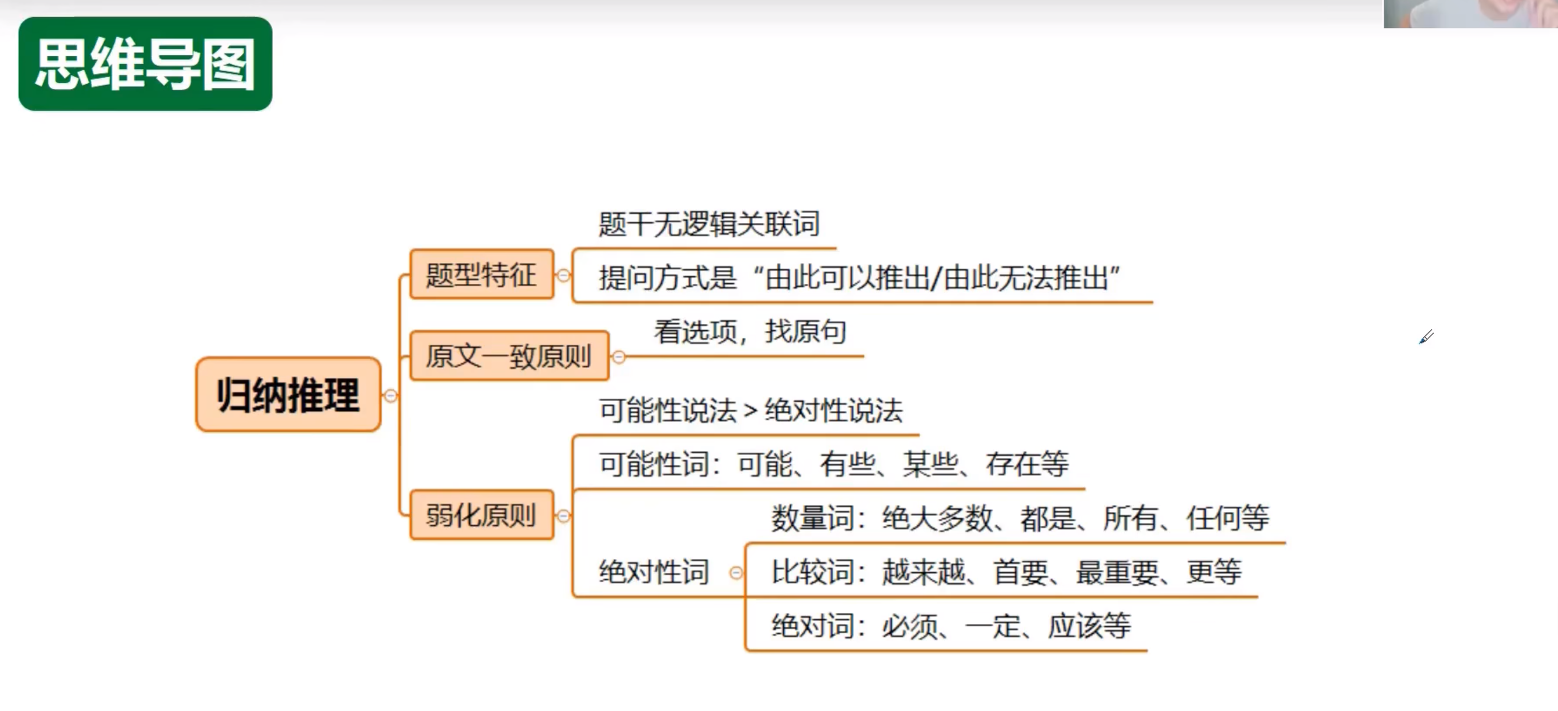 思维导图
题干无逻辑关联词
题型特征
提问方式是“由此可以推出/由此无法推出”
看选项，找原句
原文一致原则
归纳推理
可能性说法 > 绝对性说法
可能性词：可能、有些、某些、存在等
弱化原则
数量词：绝大多数、都是、所有、任何等
绝对性词
比较词：越来越、首要、最重要、更等
绝对词：必须、一定、应该等